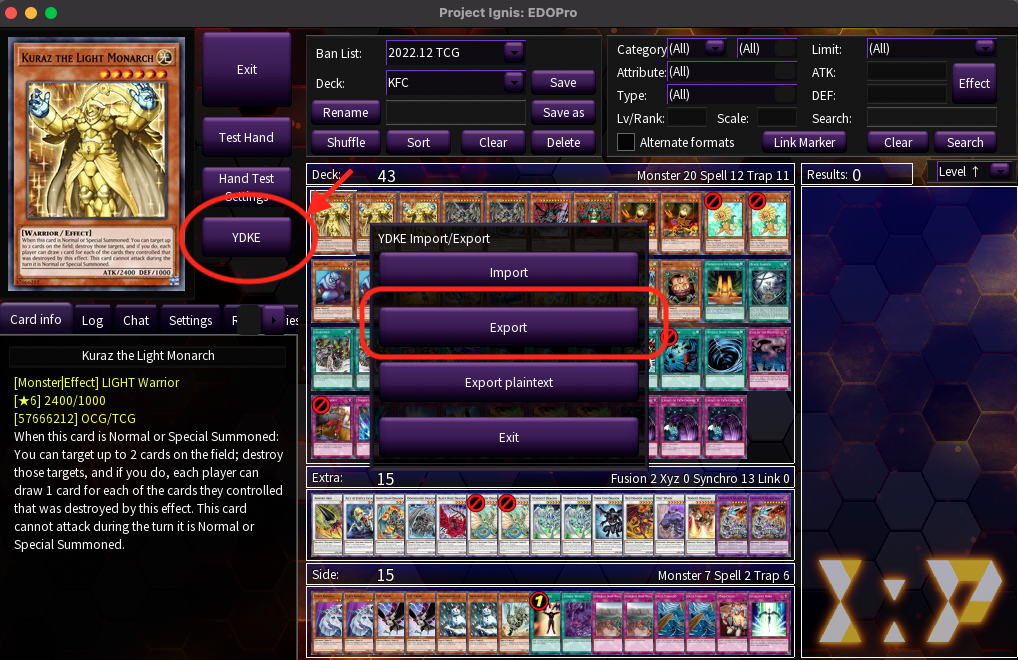 Project Ignis: EDOPro
Kuraz the Light Monarch
[Warrior / Effect]
When this card is Normal or Special Summoned: You can target up to
2 cards on the field; destroy those targets, and if you do, each
player can draw 1 card for each of the cards they controlled that
was destroyed by this effect. This card cannot attack during the
turn it is Normal or Special Summoned.
ATK/2400 DEF/1000
Exit
Test Hand
Hand Test
Settings
YDKE
Ban List:
2022.12 TCG
Deck:
KFC
Save
Rename
Save as
Shuffle
Sort
Clear
Delete
Category
(All)
(All)
Limit:
(All)
Attribute:
(All)
ATK:
Type:
(All)
DEF:
Effect
Lv/Rank:
Scale:
Search:
Alternate formats
Link Marker
Clear
Search
Deck:
43
Monster 20 Spell 12 Trap 11
Results: 0
Level ↑
YDKE Import/Export
Import
Export
Export plaintext
Exit
Card info
Log
Chat
Settings
Kuraz the Light Monarch
[Monster|Effect] LIGHT Warrior
[★6] 2400/1000
[57666212] OCG/TCG
When this card is Normal or Special Summoned:
You can target up to 2 cards on the field; destroy
those targets, and if you do, each player can
draw 1 card for each of the cards they controlled
that was destroyed by this effect. This card
cannot attack during the turn it is Normal or
Special Summoned.
Extra:
15
Fusion 2 Xyz 0 Synchro 13 Link 0
Side:
15
Monster 7 Spell 2 Trap 6
1